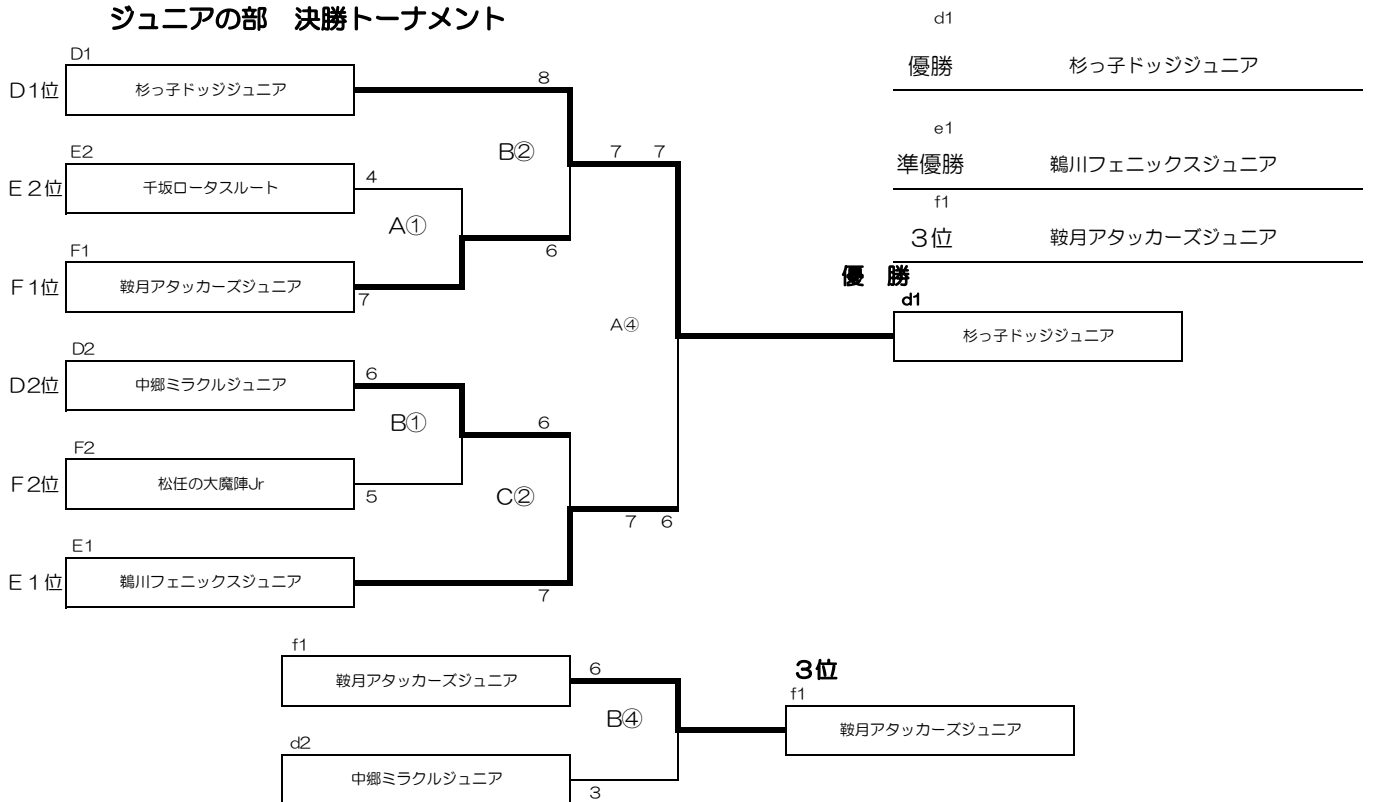 ジュニアの部　決勝トーナメント
d1
優勝　杉っ子ドッジジュニア
e1
準優勝　鵜川フェニックスジュニア
f1
３位　鞍月アタッカーズジュニア
D1
Ｄ1位　杉っ子ドッジジュニア
8
B②
7　7
E2
Ｅ２位　千坂ロータスルート
4
A①
6
F1
Ｆ1位　鞍月アタッカーズジュニア
7
優　勝
d1
杉っ子ドッジジュニア
A④
D2
Ｄ2位　中郷ミラクルジュニア
6
B①
6
F2
Ｆ2位　松任の大魔陣Jr
5
C②
7　6
E1
Ｅ１位　鵜川フェニックスジュニア
7
f1
鞍月アタッカーズジュニア
6
３位
f1
B④
鞍月アタッカーズジュニア
d2
中郷ミラクルジュニア
3